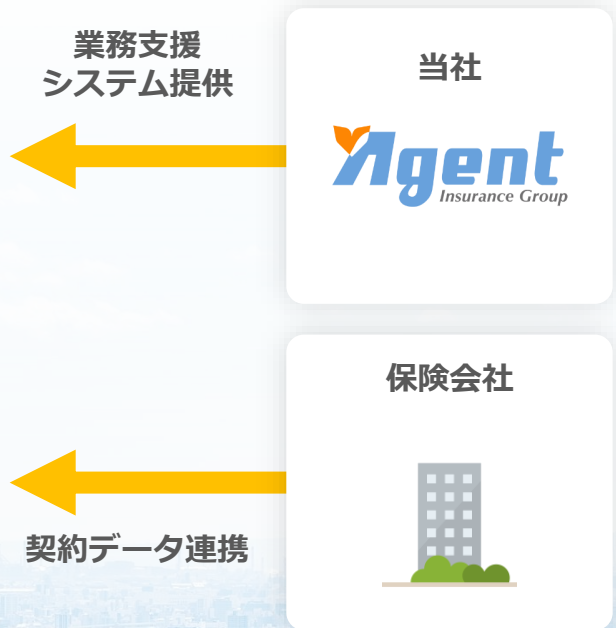 業務支援
システム提供
当社
Agent
Insurance Group
保険会社
契約データ連携